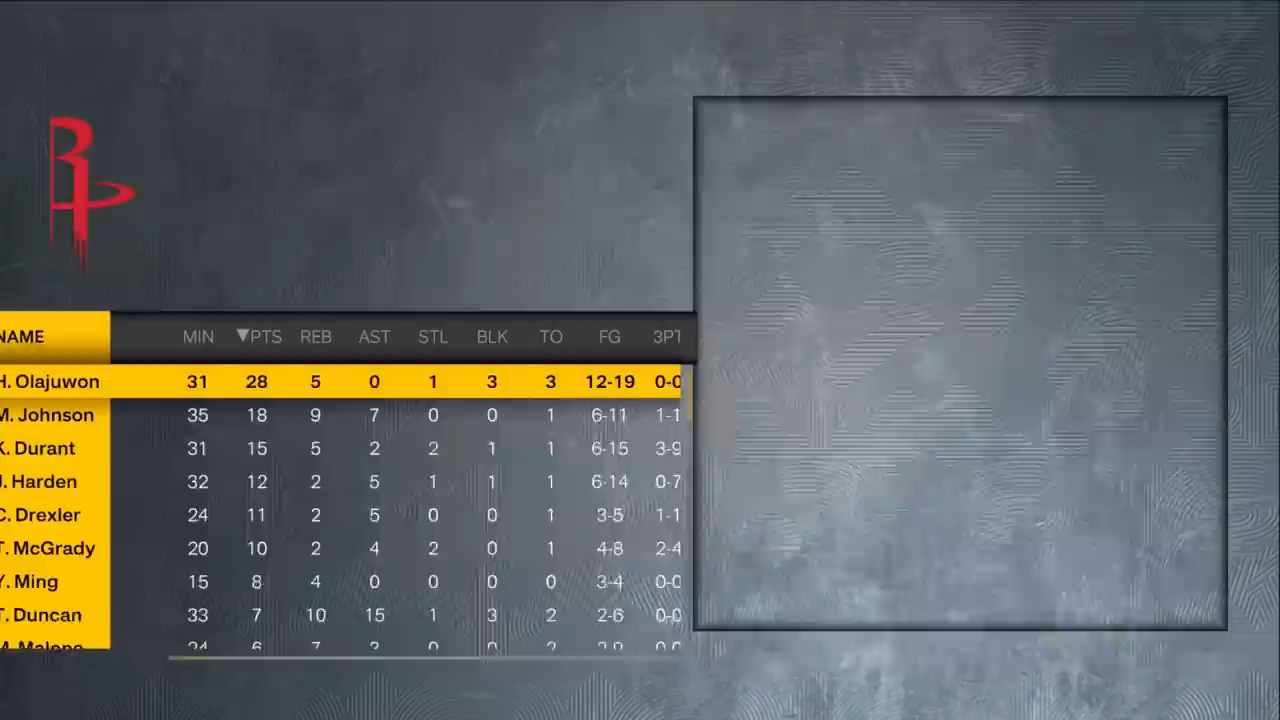 NAME MIN ▼PTS REB AST STL BLK TO FG 3PT
H. Olajuwon 31 28 5 0 1 3 3 12-19 0-0
M. Johnson 35 18 9 7 0 0 1 6-11 1-1
K. Durant 31 15 5 2 2 1 1 6-15 3-9
J. Harden 32 12 2 5 1 1 1 6-14 0-7
C. Drexler 24 11 2 5 0 0 1 3-5 1-1
T. McGrady 20 10 2 4 2 0 1 4-8 2-4
Y. Ming 15 8 4 0 0 0 0 3-4 0-0
T. Duncan 33 7 10 15 1 3 2 2-6 0-0
M. Malone 24 6 7